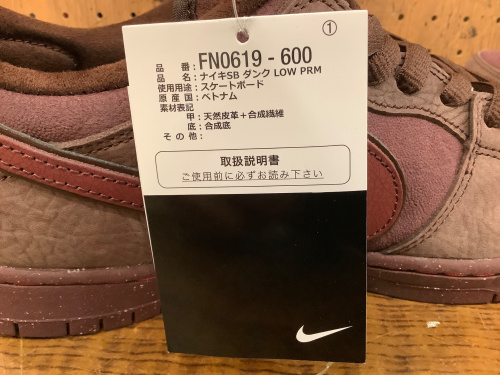 ①
品 番：FN0619 - 600
品 名：ナイキSB ダンク LOW PRM
使用用途：スケートボード
原 産 国：ベトナム
素材表記
甲：天然皮革＋合成繊維
底：合成底
そ の 他：
取扱説明書
ご使用前に必ずお読み下さい